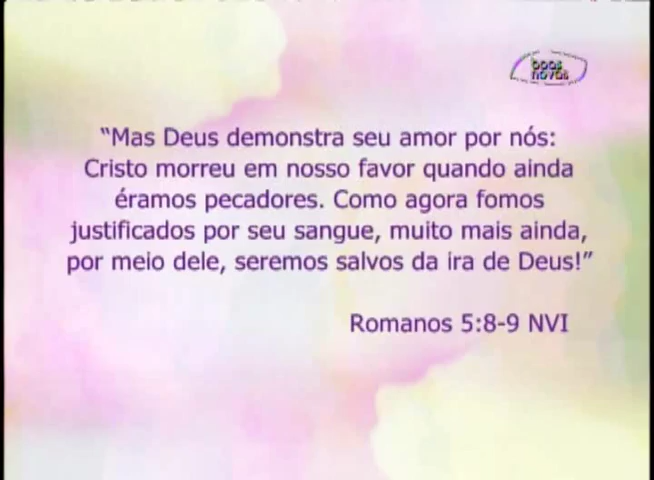 boas
novas
“Mas Deus demonstra seu amor por nós:
Cristo morreu em nosso favor quando ainda
éramos pecadores. Como agora fomos
justificados por seu sangue, muito mais ainda,
por meio dele, seremos salvos da ira de Deus!”
Romanos 5:8-9 NVI